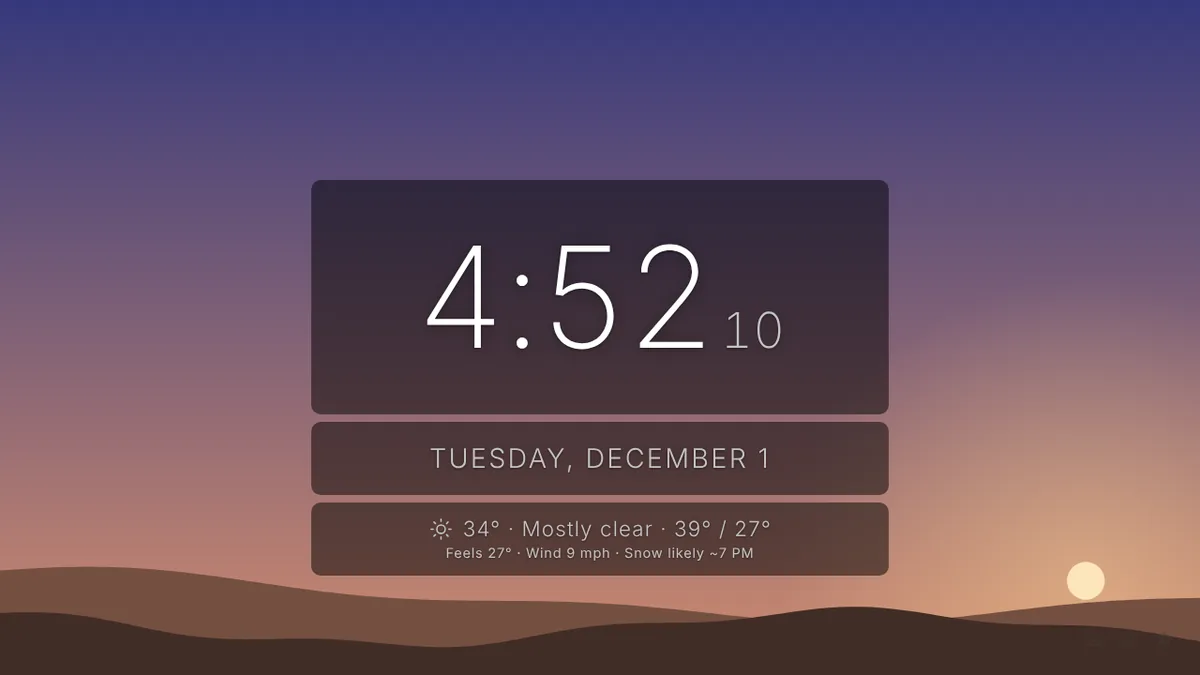 4:52 10
TUESDAY, DECEMBER 1
34° · Mostly clear · 39° / 27°
Feels 27° · Wind 9 mph · Snow likely ~7 PM